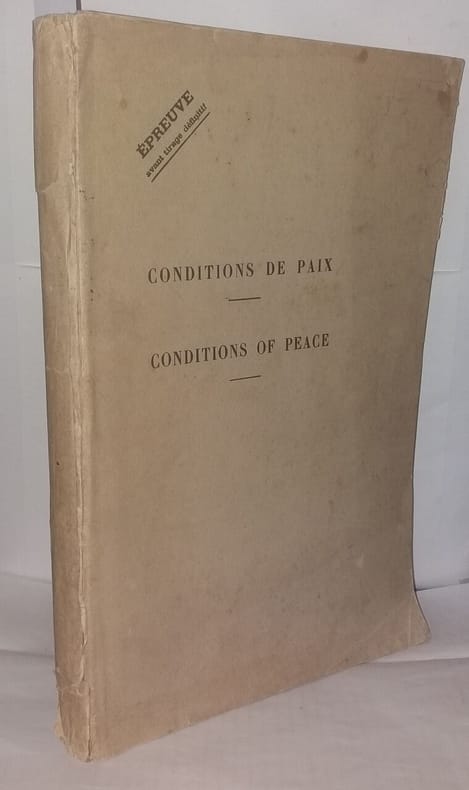 ÉPREUVE
avant tirage définitif
CONDITIONS DE PAIX
CONDITIONS OF PEACE